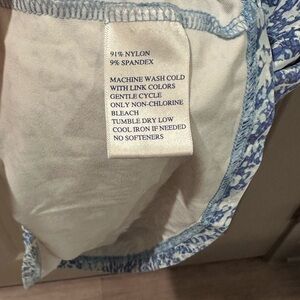 91% NYLON
9% SPANDEX
MACHINE WASH COLD
WITH LINK COLORS
GENTLE CYCLE
ONLY NON-CHLORINE
BLEACH
TUMBLE DRY LOW
COOL IRON IF NEEDED
NO SOFTENERS